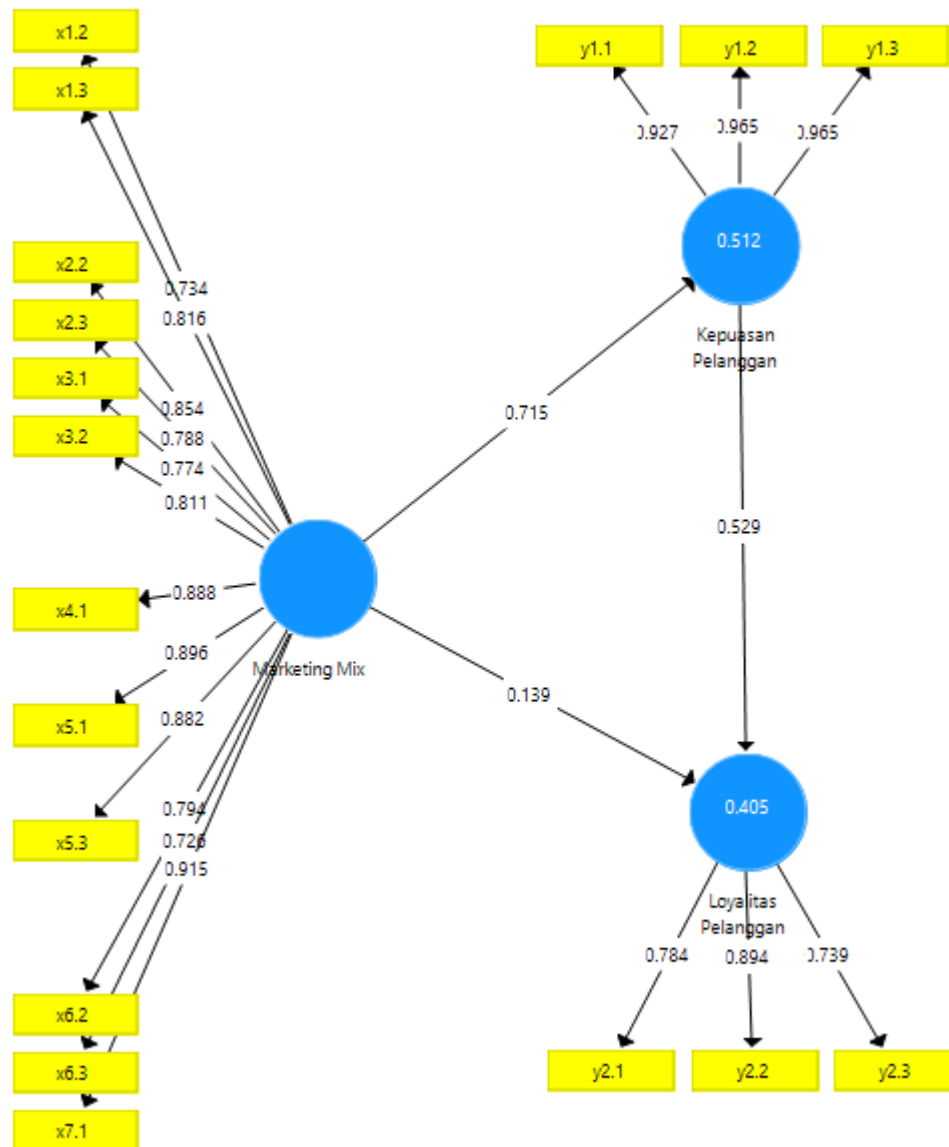 x1.2
x1.3
x2.2
x2.3
x3.1
x3.2
x4.1
x5.1
x5.3
x6.2
x6.3
x7.1
0.734
0.816
0.854
0.788
0.774
0.811
0.888
0.896
0.882
0.794
0.726
0.915
Marketing Mix
0.715
0.139
y1.1
y1.2
y1.3
0.927
0.965
0.965
0.512
Kepuasan
Pelanggan
0.529
0.405
Loyalitas
Pelanggan
0.784
0.894
0.739
y2.1
y2.2
y2.3